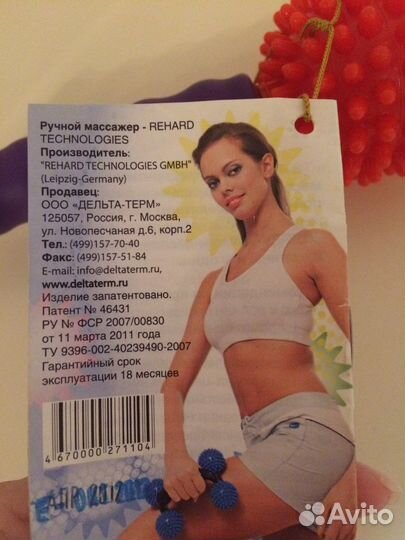 Ручной массажер - REHARD
TECHNOLOGIES
Производитель:
"REHARD TECHNOLOGIES GMBH"
(Leipzig-Germany)
Продавец:
ООО «ДЕЛЬТА-ТЕРМ»
125057, Россия, г. Москва,
ул. Новопесчаная д.6, корп.2
Тел.: (499)157-70-40
Факс: (499)157-51-84
E-mail: info@deltaterm.ru,
www.deltaterm.ru
Изделие запатентовано.
Патент № 46431
РУ № ФСР 2007/00830
от 11 марта 2011 года
ТУ 9396-002-40239490-2007
Гарантийный срок
эксплуатации 18 месяцев
4 670000 271104
АПР 2012
Avito